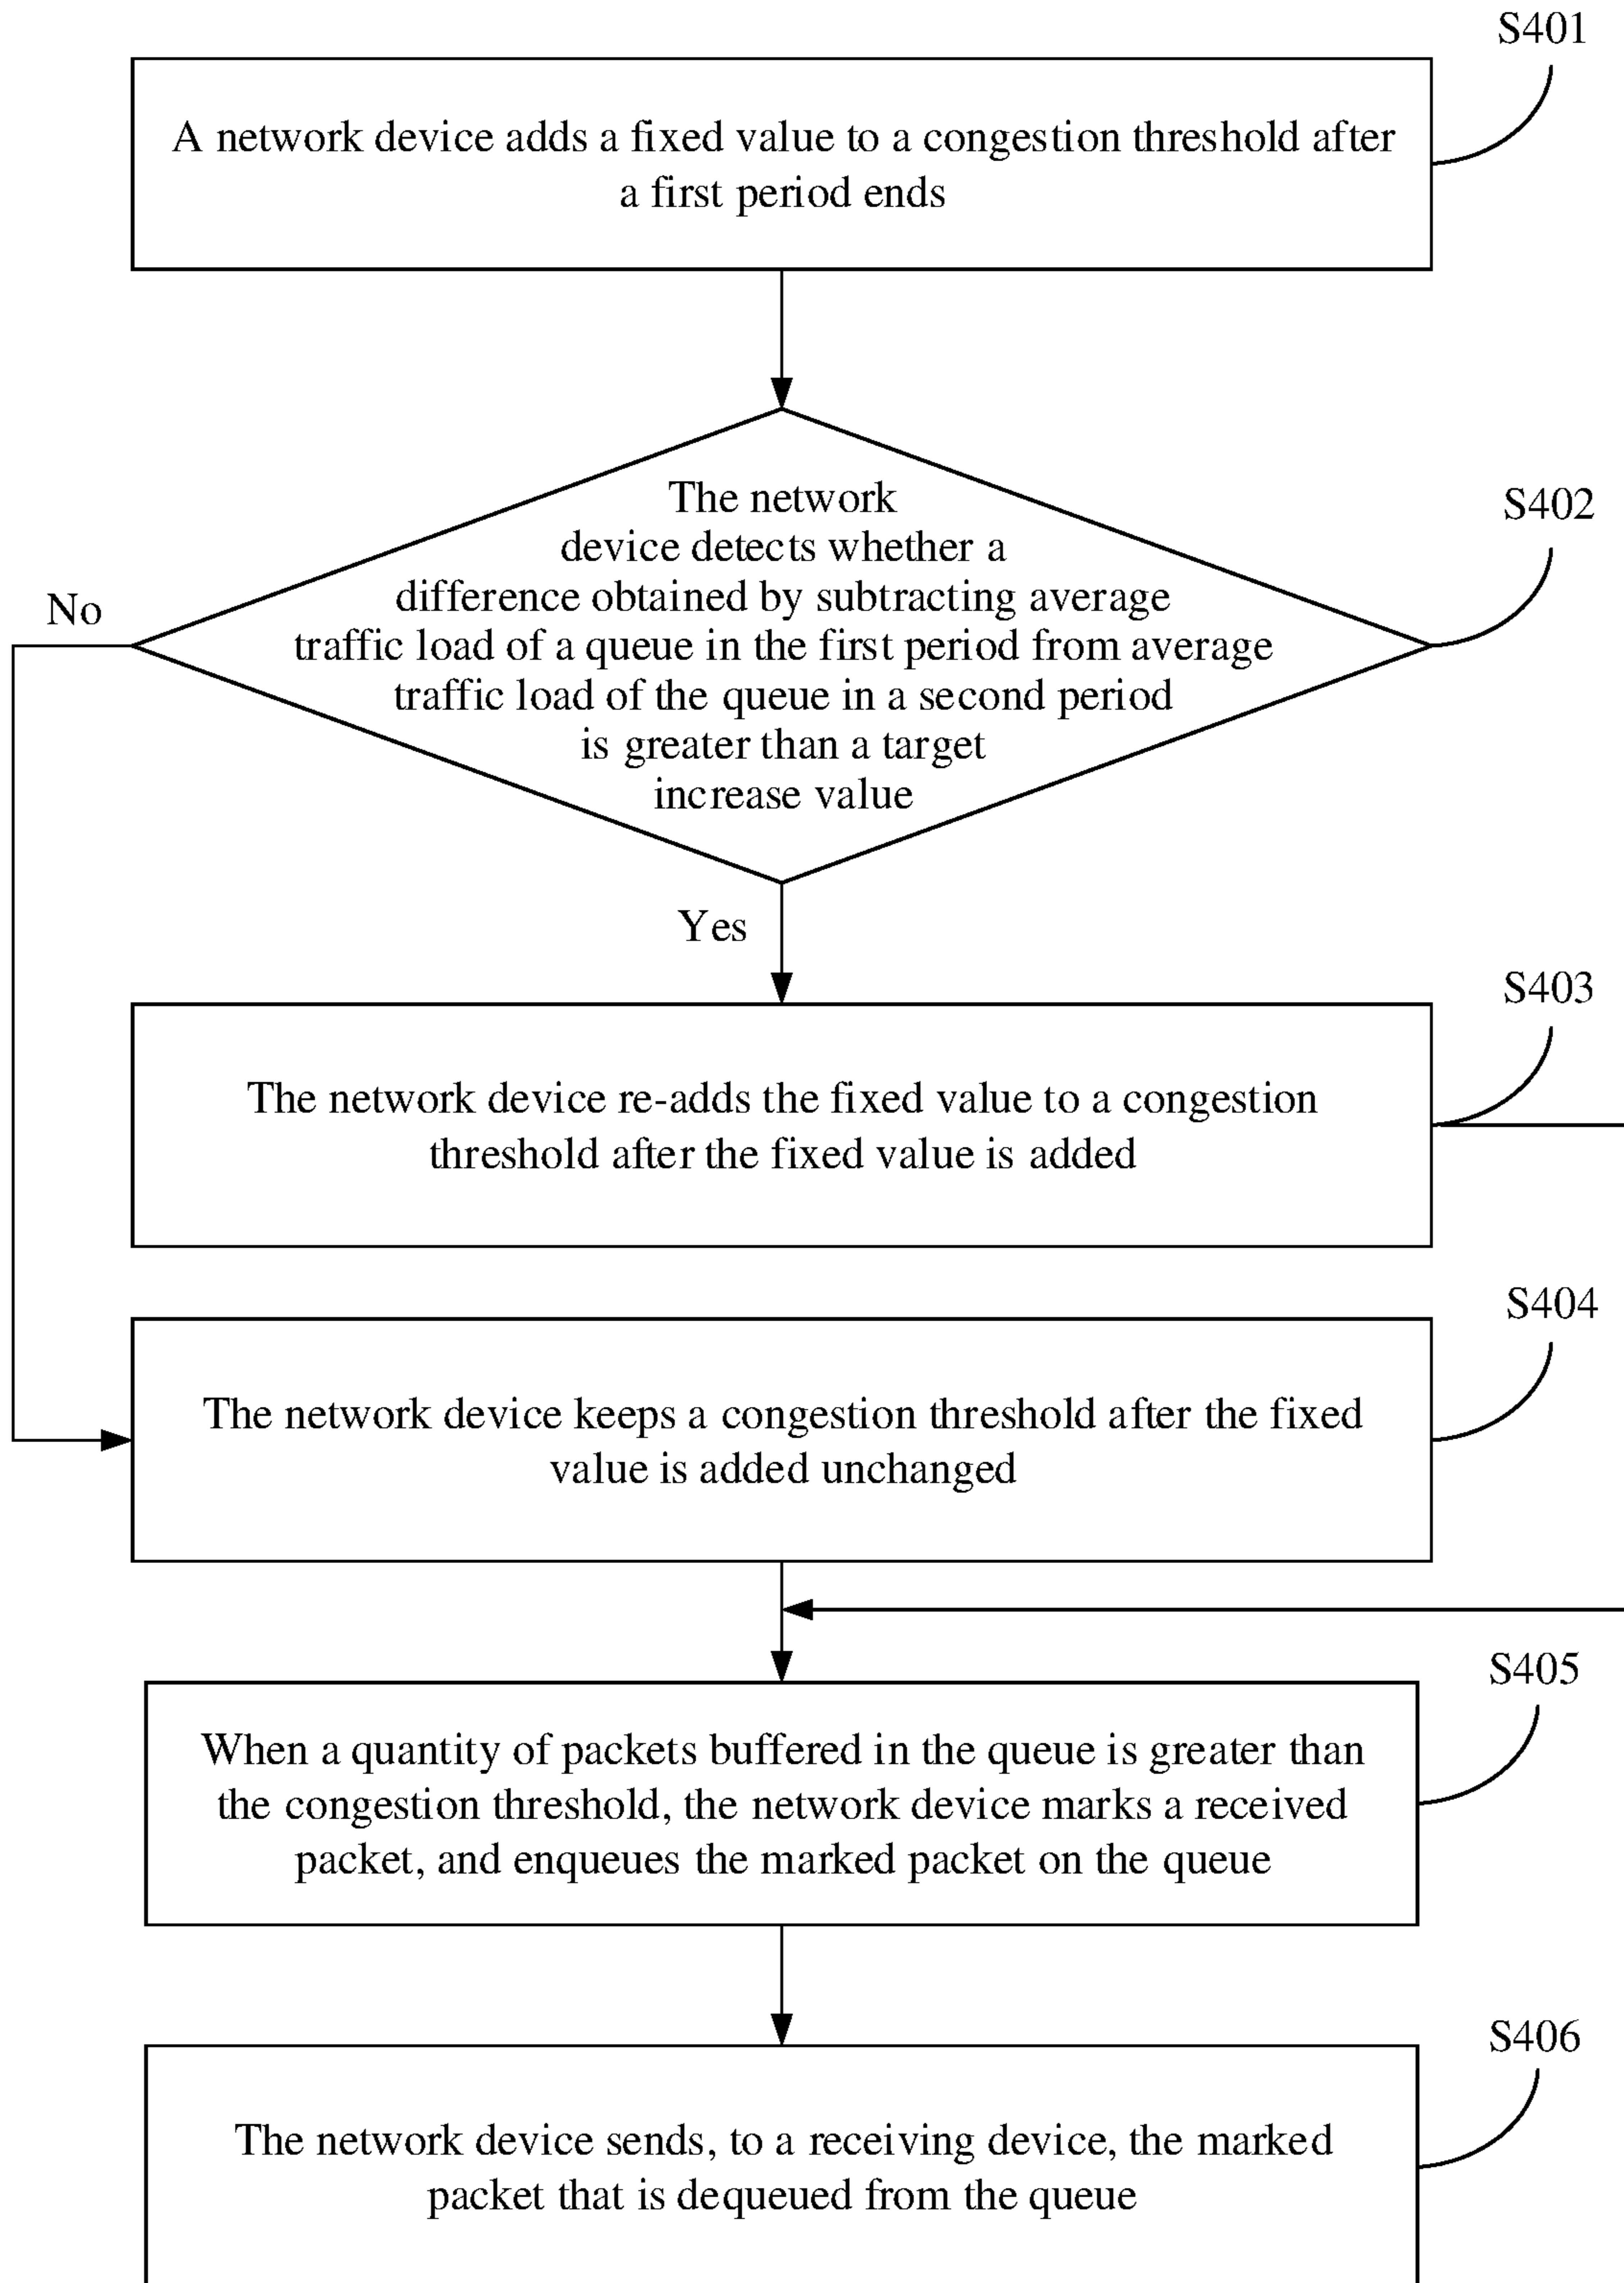 S401
A network device adds a fixed value to a congestion threshold after
a first period ends
S402
The network
device detects whether a
difference obtained by subtracting average
traffic load of a queue in the first period from average
traffic load of the queue in a second period
is greater than a target
increase value
No
Yes
S403
The network device re-adds the fixed value to a congestion
threshold after the fixed value is added
S404
The network device keeps a congestion threshold after the fixed
value is added unchanged
S405
When a quantity of packets buffered in the queue is greater than
the congestion threshold, the network device marks a received
packet, and enqueues the marked packet on the queue
S406
The network device sends, to a receiving device, the marked
packet that is dequeued from the queue